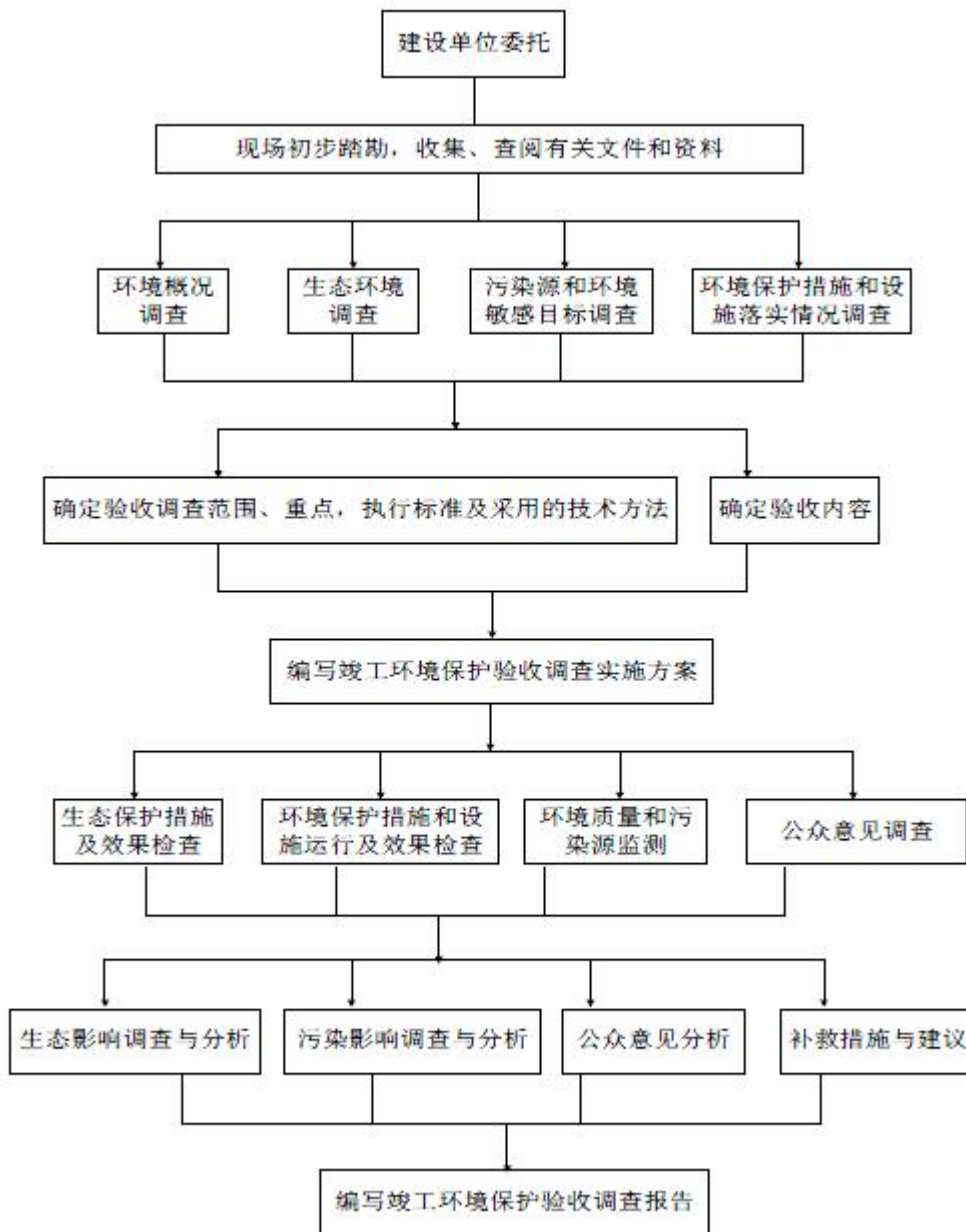 建设单位委托
现场初步踏勘，收集、查阅有关文件和资料
环境概况
调查
生态环境
调查
污染源和环境
敏感目标调查
环境保护措施和设
施落实情况调查
确定验收调查范围、重点，执行标准及采用的技术方法
确定验收内容
编写竣工环境保护验收调查实施方案
生态保护措施
及效果检查
环境保护措施和设
施运行及效果检查
环境质量和污
染源监测
公众意见调查
生态影响调查与分析
污染影响调查与分析
公众意见分析
补救措施与建议
编写竣工环境保护验收调查报告